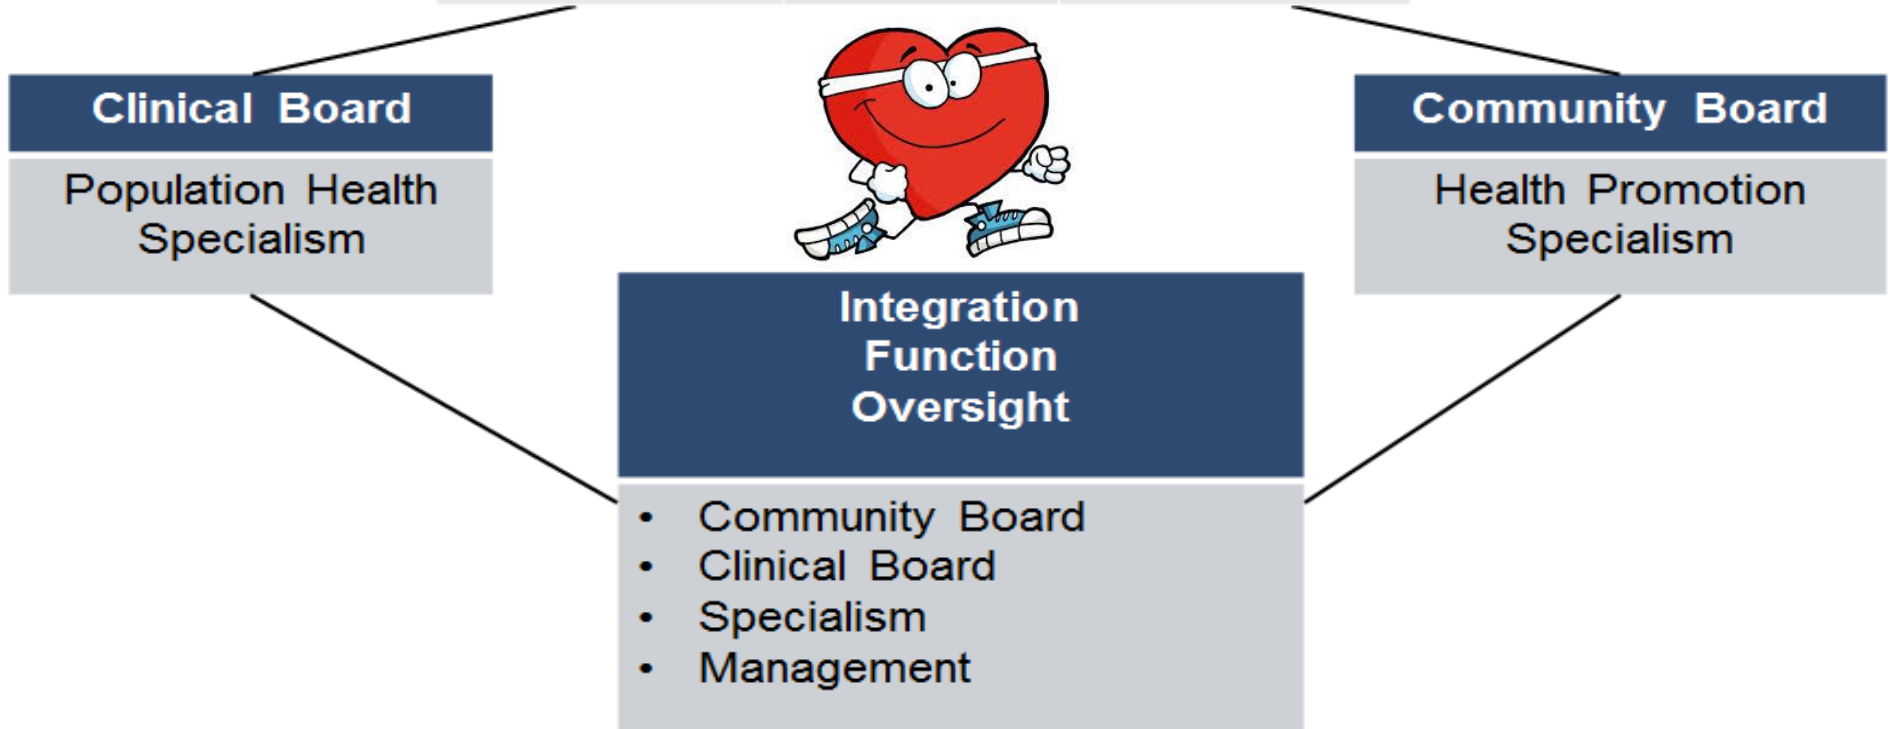 Clinical Board
Population Health
Specialism
Community Board
Health Promotion
Specialism
Integration
Function
Oversight
• Community Board
• Clinical Board
• Specialism
• Management